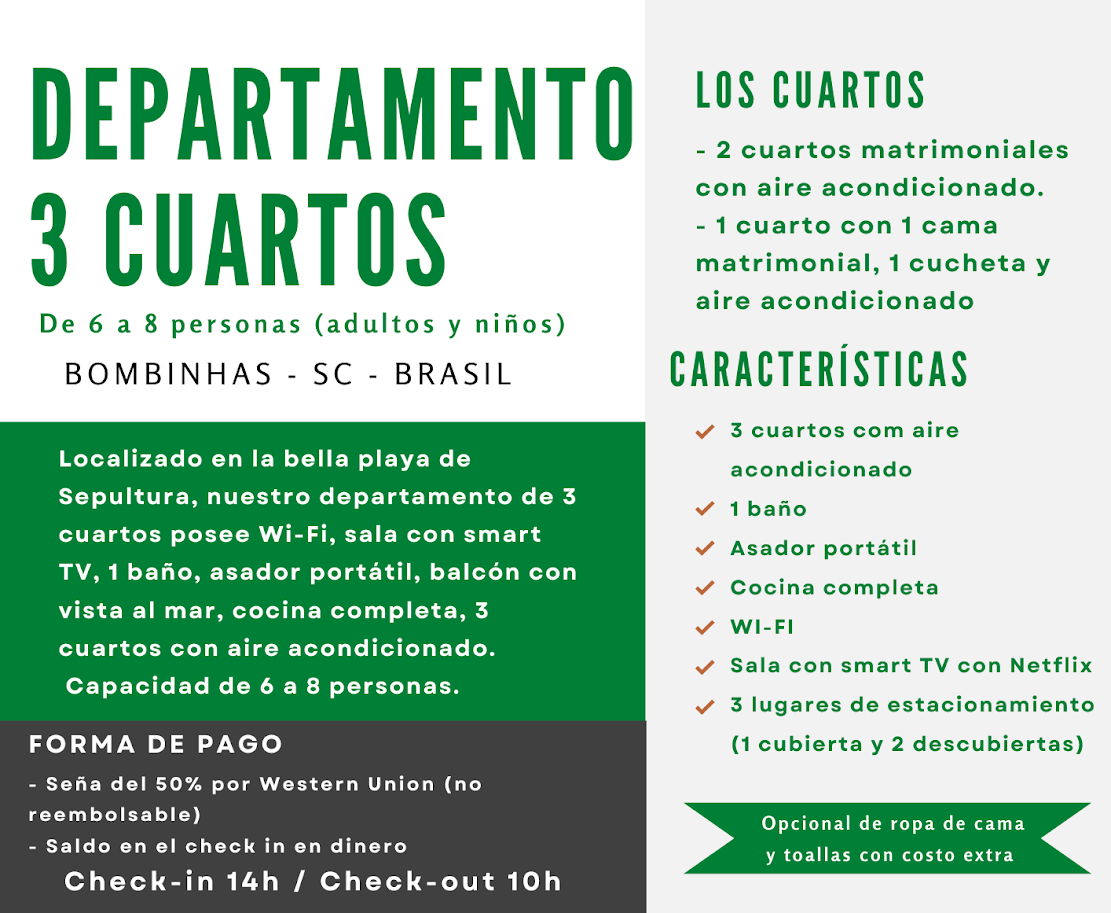 DEPARTAMENTO
3 CUARTOS
De 6 a 8 personas (adultos y niños)
BOMBINHAS - SC - BRASIL
Localizado en la bella playa de
Sepultura, nuestro departamento de 3
cuartos posee Wi-Fi, sala con smart
TV, 1 baño, asador portátil, balcón con
vista al mar, cocina completa, 3
cuartos con aire acondicionado.
Capacidad de 6 a 8 personas.
FORMA DE PAGO
- Seña del 50% por Western Union (no
reembolsable)
- Saldo en el check in en dinero
Check-in 14h / Check-out 10h
LOS CUARTOS
- 2 cuartos matrimoniales
con aire acondicionado.
- 1 cuarto con 1 cama
matrimonial, 1 cucheta y
aire acondicionado
CARACTERÍSTICAS
3 cuartos com aire
acondicionado
1 baño
Asador portátil
Cocina completa
WI-FI
Sala con smart TV con Netflix
3 lugares de estacionamiento
(1 cubierta y 2 descubiertas)
Opcional de ropa de cama
y toallas con costo extra